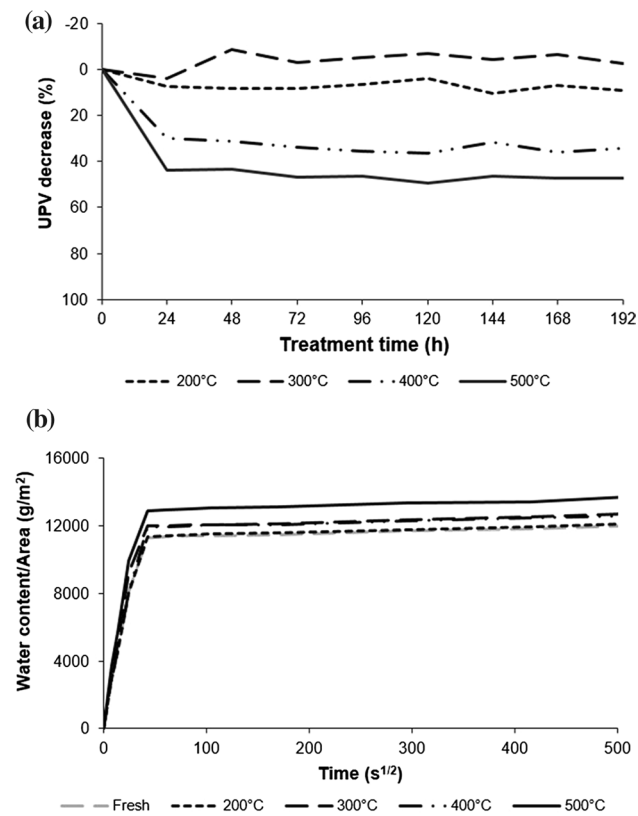 (a)
-20
0
20
40
60
80
100
UPV decrease (%)
0 24 48 72 96 120 144 168 192
Treatment time (h)
200°C 300°C 400°C 500°C
(b)
16000
12000
8000
4000
0
Water content/Area (g/m²)
0 100 200 300 400 500
Time (s¹/²)
Fresh 200°C 300°C 400°C 500°C